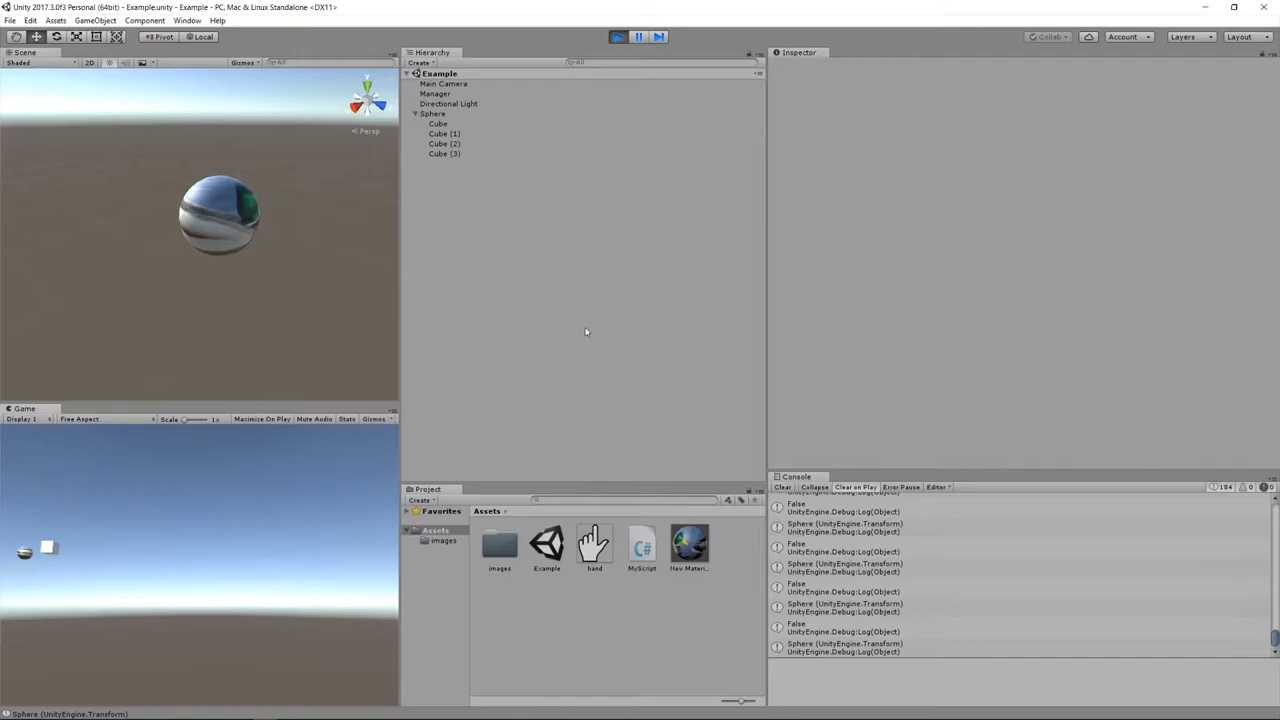 Unity 2017.3.0f3 Personal (64bit) - Example.unity - Example - PC, Mac & Linux Standalone <DX11>
File Edit Assets GameObject Component Window Help
Pivot Local Collab Account Layers Layout
Scene
Shaded 2D Gizmos All
y
Persp
Game
Display 1 Free Aspect Scale 1x Maximize On Play Mute Audio Stats Gizmos
Hierarchy
Create All
Example
Main Camera
Manager
Directional Light
Sphere
Cube
Cube (1)
Cube (2)
Cube (3)
Project
Create
Favorites
Assets
images
Assets
images Example hand MyScript New Materi...
Inspector
Console
Clear Collapse Clear on Play Error Pause Editor 184 0 0
UnityEngine.Debug:Log(Object)
False
UnityEngine.Debug:Log(Object)
Sphere (UnityEngine.Transform)
UnityEngine.Debug:Log(Object)
False
UnityEngine.Debug:Log(Object)
Sphere (UnityEngine.Transform)
UnityEngine.Debug:Log(Object)
False
UnityEngine.Debug:Log(Object)
Sphere (UnityEngine.Transform)
UnityEngine.Debug:Log(Object)
False
UnityEngine.Debug:Log(Object)
Sphere (UnityEngine.Transform)
UnityEngine.Debug:Log(Object)
Sphere (UnityEngine.Transform)